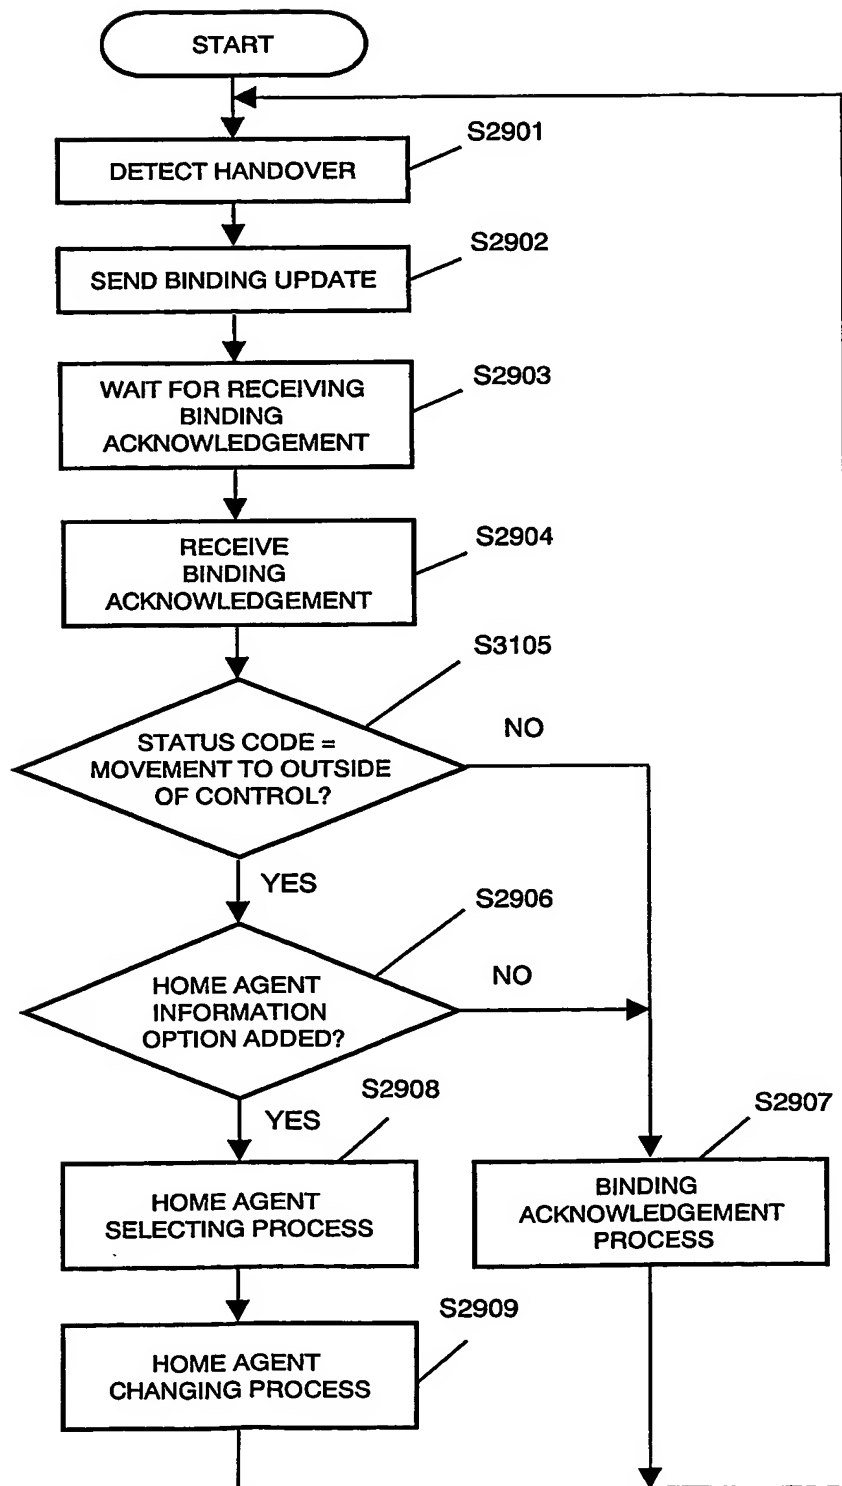 START
S2901
DETECT HANDOVER
S2902
SEND BINDING UPDATE
S2903
WAIT FOR RECEIVING
BINDING
ACKNOWLEDGEMENT
S2904
RECEIVE
BINDING
ACKNOWLEDGEMENT
S3105
STATUS CODE =
MOVEMENT TO OUTSIDE
OF CONTROL?
NO
YES
S2906
HOME AGENT
INFORMATION
OPTION ADDED?
NO
YES
S2908
HOME AGENT
SELECTING PROCESS
S2907
BINDING
ACKNOWLEDGEMENT
PROCESS
S2909
HOME AGENT
CHANGING PROCESS